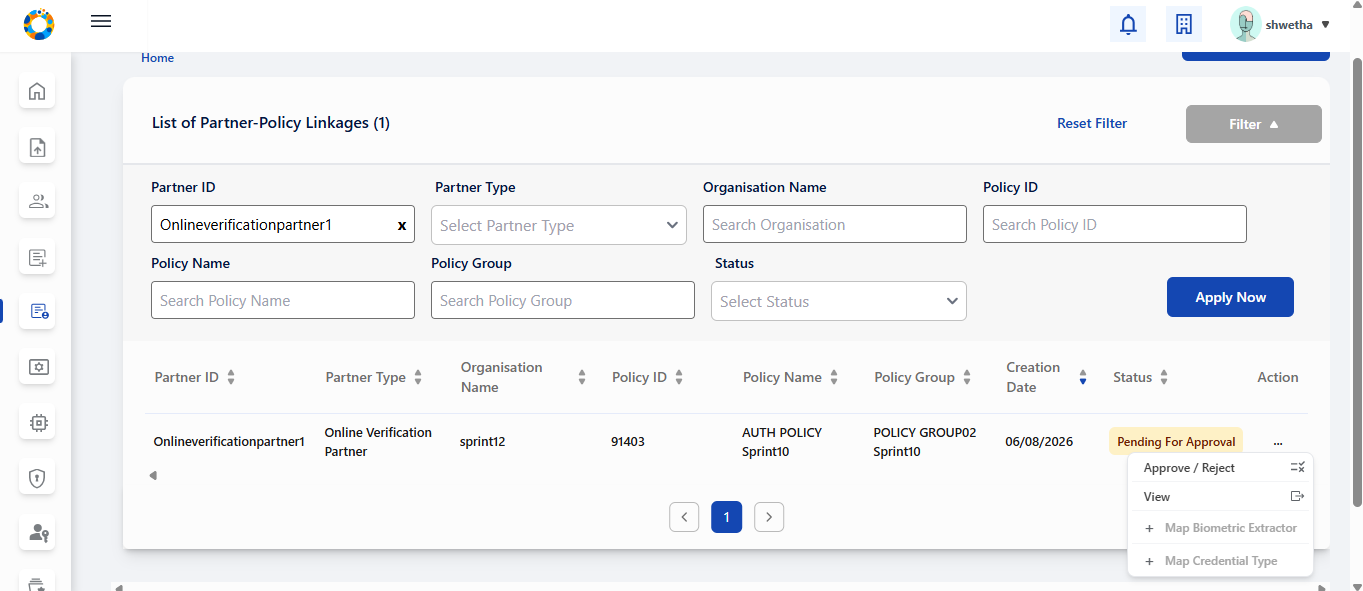 shwetha
Home
List of Partner-Policy Linkages (1)
Reset Filter
Filter
Partner ID
Partner Type
Organisation Name
Policy ID
Onlineverificationpartner1
x
Select Partner Type
Search Organisation
Search Policy ID
Policy Name
Policy Group
Status
Search Policy Name
Search Policy Group
Select Status
Apply Now
Partner ID
Partner Type
Organisation
Name
Policy ID
Policy Name
Policy Group
Creation
Date
Status
Action
Onlineverificationpartner1
Online Verification
Partner
sprint12
91403
AUTH POLICY
Sprint10
POLICY GROUP02
Sprint10
06/08/2026
Pending For Approval
...
Approve / Reject
View
+ Map Biometric Extractor
+ Map Credential Type
1